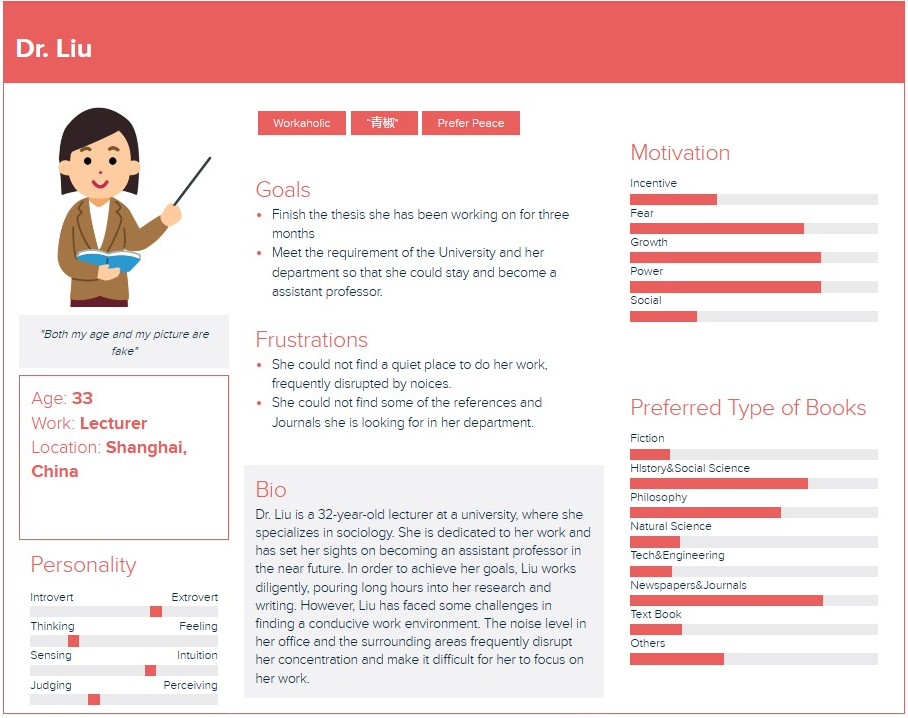 Dr. Liu
"Both my age and my picture are
fake"
Age: 33
Work: Lecturer
Location: Shanghai,
China
Personality
Introvert Extrovert
Thinking Feeling
Sensing Intuition
Judging Perceiving
Workaholic "青椒" Prefer Peace
Goals
Finish the thesis she has been working on for three
months
Meet the requirement of the University and her
department so that she could stay and become a
assistant professor.
Frustrations
She could not find a quiet place to do her work,
frequently disrupted by noices.
She could not find some of the references and
Journals she is looking for in her department.
Bio
Dr. Liu is a 32-year-old lecturer at a university, where she
specializes in sociology. She is dedicated to her work and
has set her sights on becoming an assistant professor in
the near future. In order to achieve her goals, Liu works
diligently, pouring long hours into her research and
writing. However, Liu has faced some challenges in
finding a conducive work environment. The noise level in
her office and the surrounding areas frequently disrupt
her concentration and make it difficult for her to focus on
her work.
Motivation
Incentive
Fear
Growth
Power
Social
Preferred Type of Books
Fiction
HIstory&Social Science
Philosophy
Natural Science
Tech&Engineering
Newspapers&Journals
Text Book
Others